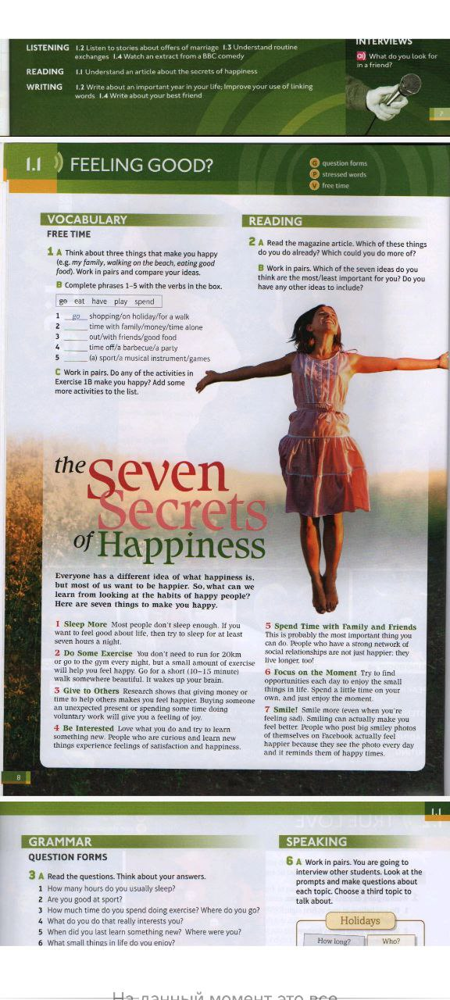 LISTENING 1.2 Listen to stories about offers of marriage 1.3 Understand routine
exchanges 1.4 Watch an extract from a BBC comedy
READING 1.1 Understand an article about the secrets of happiness
WRITING 1.2 Write about an important year in your life; Improve your use of linking
words 1.4 Write about your best friend
INTERVIEWS
What do you look for
in a friend?
7
1.1 FEELING GOOD?
G question forms
P stressed words
V free time
VOCABULARY
FREE TIME
1 A Think about three things that make you happy
(e.g. my family, walking on the beach, eating good
food). Work in pairs and compare your ideas.
B Complete phrases 1–5 with the verbs in the box.
go eat have play spend
1 go shopping/on holiday/for a walk
2 ______ time with family/money/time alone
3 ______ out/with friends/good food
4 ______ time off/a barbecue/a party
5 ______ (a) sport/a musical instrument/games
C Work in pairs. Do any of the activities in
Exercise 1B make you happy? Add some
more activities to the list.
READING
2 A Read the magazine article. Which of these things
do you do already? Which could you do more of?
B Work in pairs. Which of the seven ideas do you
think are the most/least important for you? Do you
have any other ideas to include?
the Seven
Secrets
of Happiness
Everyone has a different idea of what happiness is,
but most of us want to be happier. So, what can we
learn from looking at the habits of happy people?
Here are seven things to make you happy.
1 Sleep More Most people don't sleep enough. If you
want to feel good about life, then try to sleep for at least
seven hours a night.
2 Do Some Exercise You don't need to run for 20km
or go to the gym every night, but a small amount of exercise
will help you feel happy. Go for a short (10–15 minute)
walk somewhere beautiful. It wakes up your brain.
3 Give to Others Research shows that giving money or
time to help others makes you feel happier. Buying someone
an unexpected present or spending some time doing
voluntary work will give you a feeling of joy.
4 Be Interested Love what you do and try to learn
something new. People who are curious and learn new
things experience feelings of satisfaction and happiness.
5 Spend Time with Family and Friends
This is probably the most important thing you
can do. People who have a strong network of
social relationships are not just happier; they
live longer, too!
6 Focus on the Moment Try to find
opportunities each day to enjoy the small
things in life. Spend a little time on your
own, and just enjoy the moment.
7 Smile! Smile more (even when you're
feeling sad). Smiling can actually make you
feel better. People who post big smiley photos
of themselves on Facebook actually feel
happier because they see the photo every day
and it reminds them of happy times.
8
1.1
GRAMMAR
QUESTION FORMS
3 A Read the questions. Think about your answers.
1 How many hours do you usually sleep?
2 Are you good at sport?
3 How much time do you spend doing exercise? Where do you go?
4 What do you do that really interests you?
5 When did you last learn something new? Where were you?
6 What small things in life do you enjoy?
SPEAKING
6 A Work in pairs. You are going to
interview other students. Look at the
prompts and make questions about
each topic. Choose a third topic to
talk about.
Holidays
How long? Who?
На данный момент это все